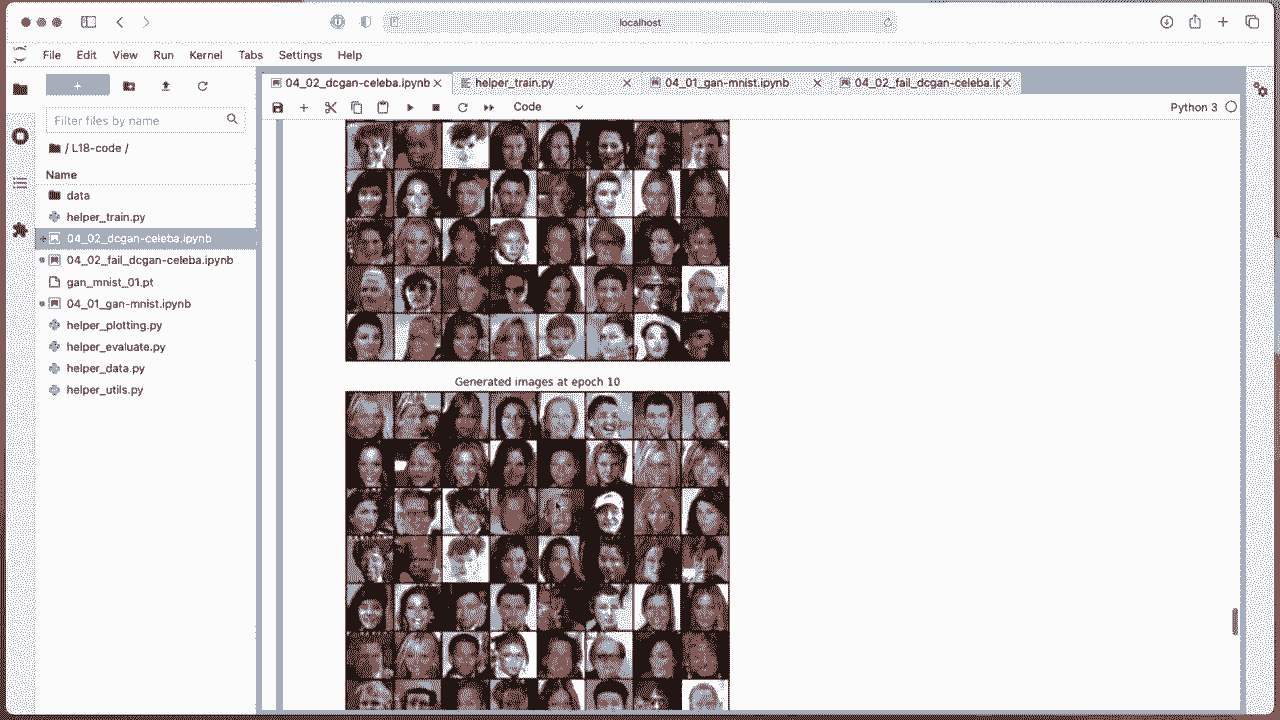 localhost
File Edit View Run Kernel Tabs Settings Help
04_02_dcgan-celeba.ipynb helper_train.py 04_01_gan-mnist.ipynb 04_02_fail_dcgan-celeba.ip
Code Python 3
Filter files by name
/ L18-code /
Name
data
helper_train.py
04_02_dcgan-celeba.ipynb
04_02_fail_dcgan-celeba.ipynb
gan_mnist_01.pt
04_01_gan-mnist.ipynb
helper_plotting.py
helper_evaluate.py
helper_data.py
helper_utils.py
Generated images at epoch 10